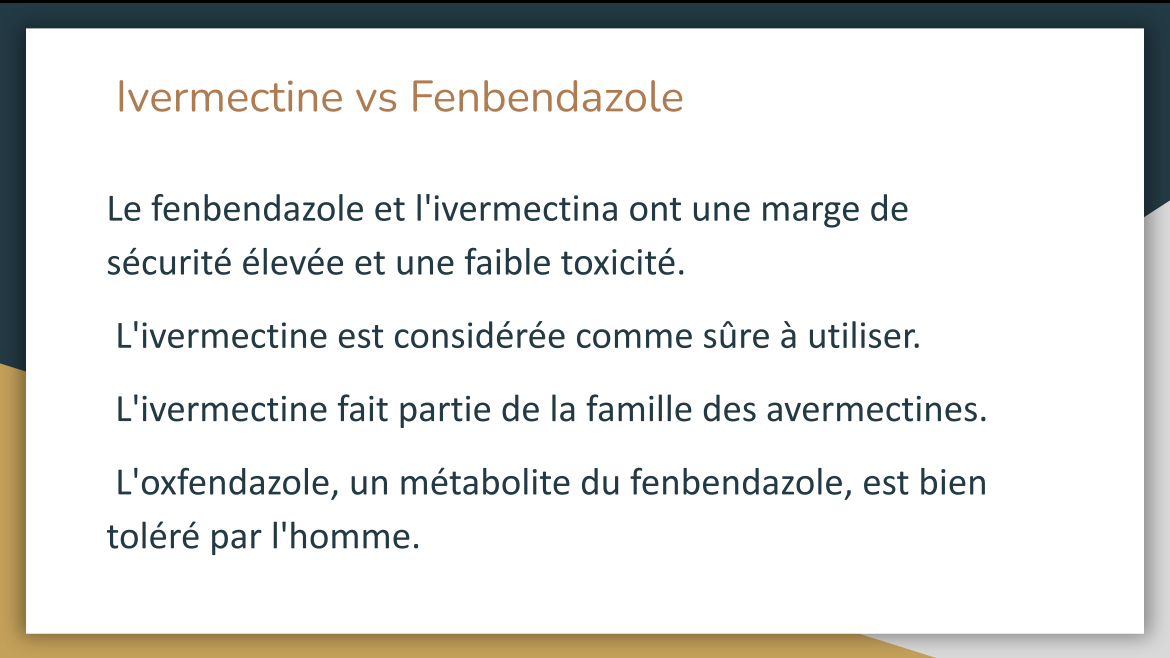 Ivermectine vs Fenbendazole
Le fenbendazole et l'ivermectina ont une marge de
sécurité élevée et une faible toxicité.
L'ivermectine est considérée comme sûre à utiliser.
L'ivermectine fait partie de la famille des avermectines.
L'oxfendazole, un métabolite du fenbendazole, est bien
toléré par l'homme.